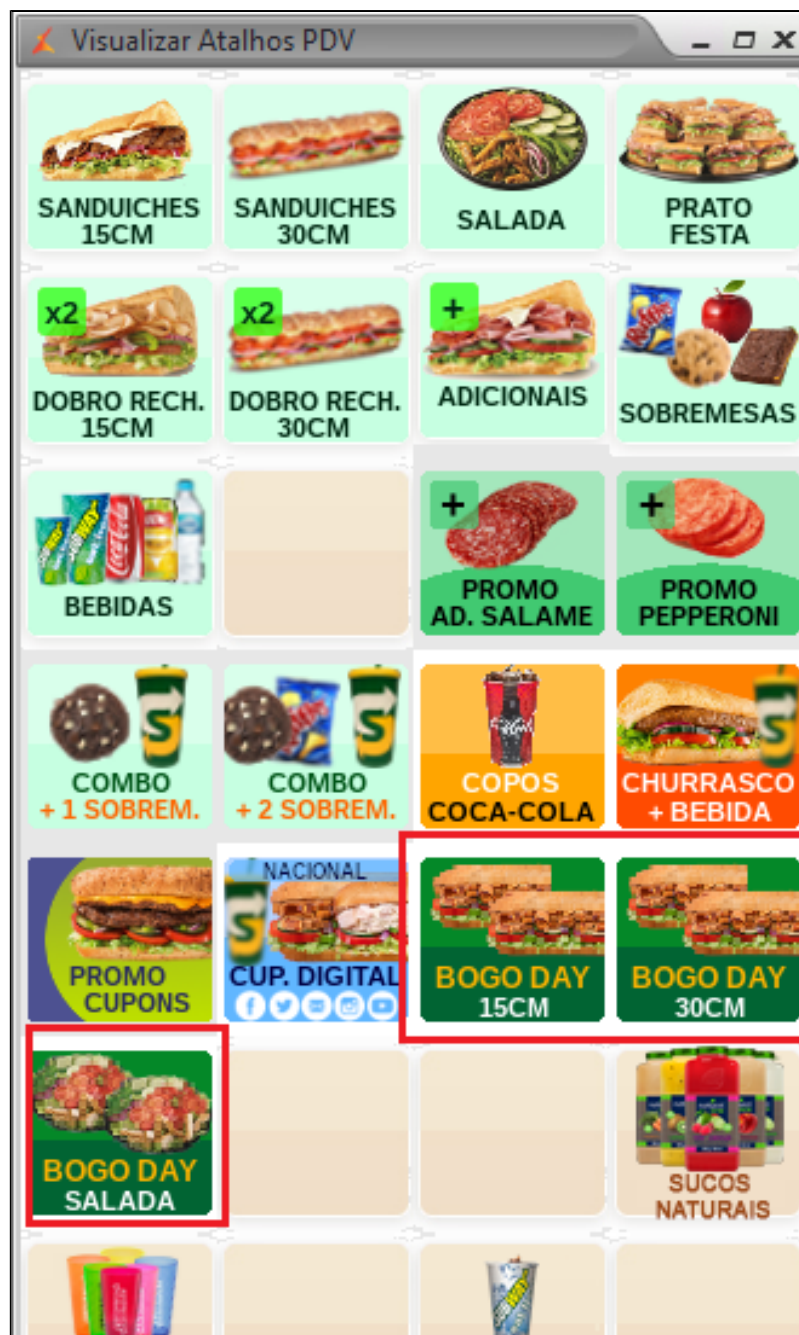 Visualizar Atalhos PDV
SANDUICHES
15CM
SANDUICHES
30CM
SALADA
PRATO
FESTA
x2
DOBRO RECH.
15CM
x2
DOBRO RECH.
30CM
+
ADICIONAIS
SOBREMESAS
BEBIDAS
+
PROMO
AD. SALAME
+
PROMO
PEPPERONI
COMBO
+ 1 SOBREM.
COMBO
+ 2 SOBREM.
COPOS
COCA-COLA
CHURRASCO
+ BEBIDA
PROMO
CUPONS
NACIONAL
CUP. DIGITAL
BOGO DAY
15CM
BOGO DAY
30CM
BOGO DAY
SALADA
SUCOS
NATURAIS